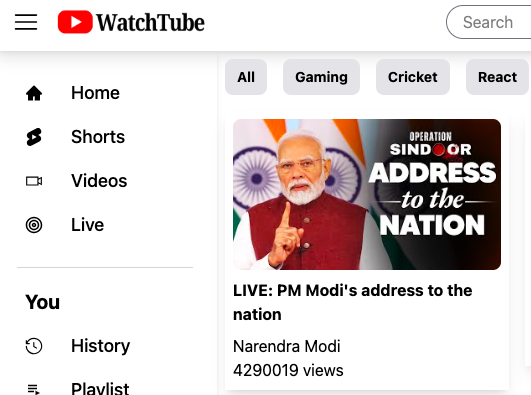 WatchTube
Search
Home
Shorts
Videos
Live
You
History
Playlist
All
Gaming
Cricket
React
OPERATION
SINDOOR
ADDRESS
to the
NATION
LIVE: PM Modi's address to the
nation
Narendra Modi
4290019 views